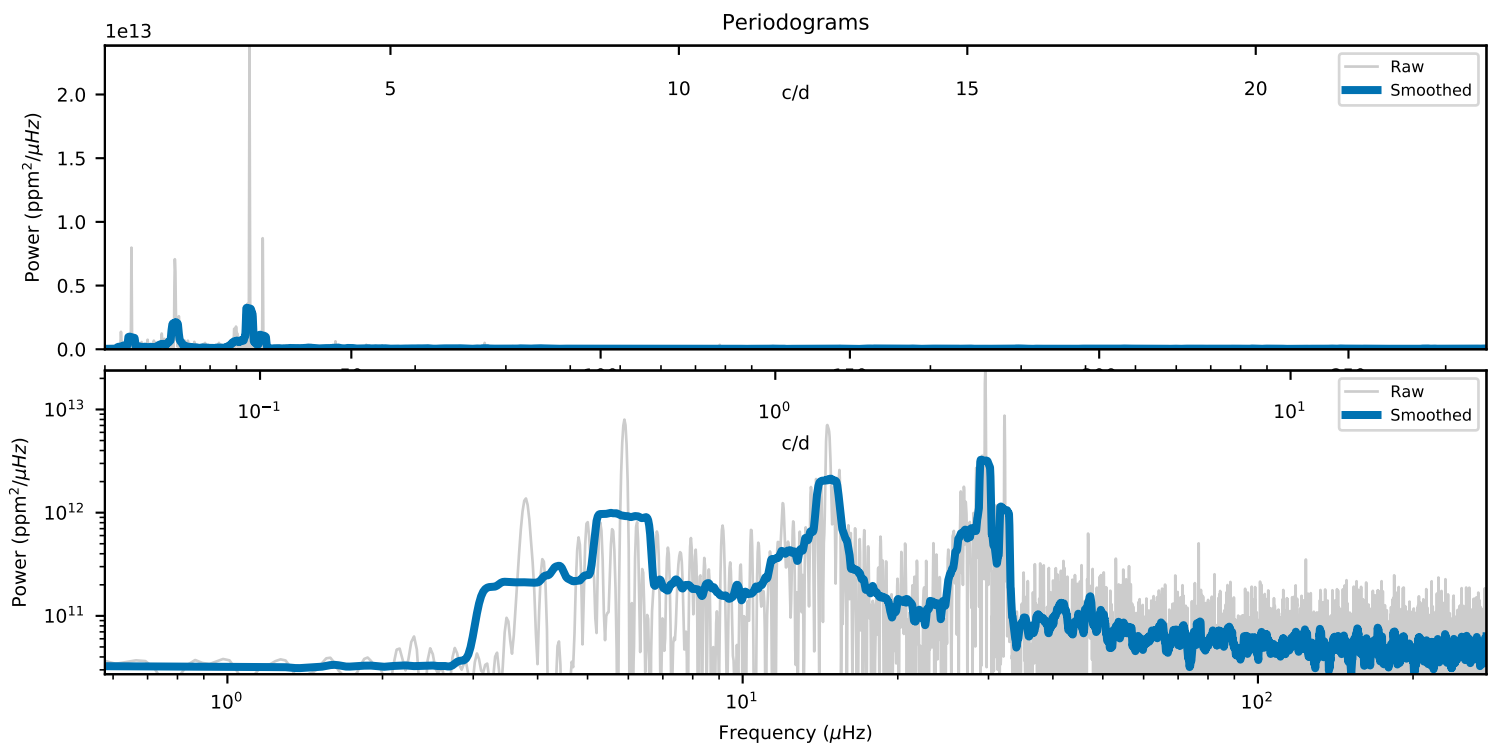 Periodograms
1e13
5 10 15 20
c/d
Raw
Smoothed
2.0
1.5
1.0
0.5
0.0
Power (ppm²/μHz)
10⁻¹ 10⁰ 10¹
c/d
Raw
Smoothed
10¹³
10¹²
10¹¹
Power (ppm²/μHz)
10⁰ 10¹ 10²
Frequency (μHz)